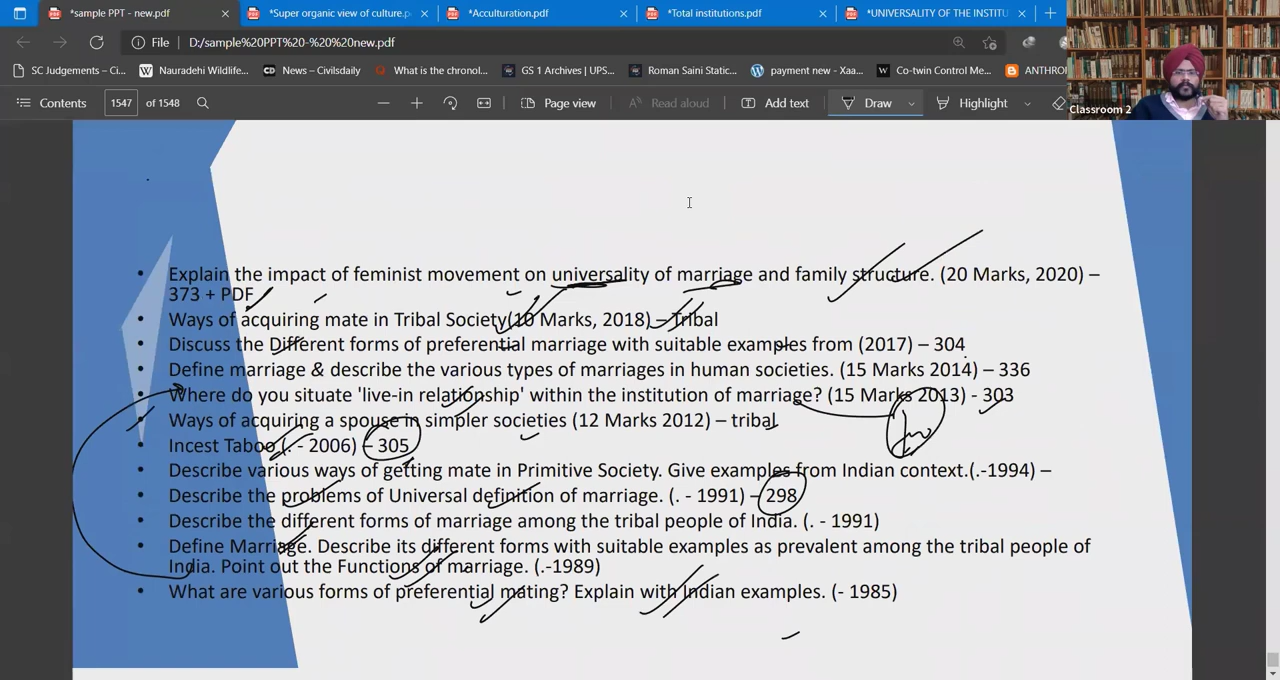 *sample PPT - new.pdf
*Super organic view of culture.p
*Acculturation.pdf
*Total institutions.pdf
*UNIVERSALITY OF THE INSTITU
File D:/sample%20PPT%20-%20%20new.pdf
SC Judgements – Ci...
Nauradehi Wildlife...
News – Civilsdaily
What is the chronol...
GS 1 Archives | UPS...
Roman Saini Static...
payment new - Xaa...
Co-twin Control Me...
ANTHRO
Contents 1547 of 1548 Page view Read aloud Add text Draw Highlight
Classroom 2
• Explain the impact of feminist movement on universality of marriage and family structure. (20 Marks, 2020) –
373 + PDF
• Ways of acquiring mate in Tribal Society(10 Marks, 2018) – Tribal
• Discuss the Different forms of preferential marriage with suitable examples from (2017) – 304
• Define marriage & describe the various types of marriages in human societies. (15 Marks 2014) – 336
• Where do you situate 'live-in relationship' within the institution of marriage? (15 Marks 2013) - 303
• Ways of acquiring a spouse in simpler societies (12 Marks 2012) – tribal
• Incest Taboo (. - 2006) – 305
• Describe various ways of getting mate in Primitive Society. Give examples from Indian context.(.-1994) –
• Describe the problems of Universal definition of marriage. (. - 1991) – 298
• Describe the different forms of marriage among the tribal people of India. (. - 1991)
• Define Marriage. Describe its different forms with suitable examples as prevalent among the tribal people of
India. Point out the Functions of marriage. (.-1989)
• What are various forms of preferential mating? Explain with Indian examples. (- 1985)